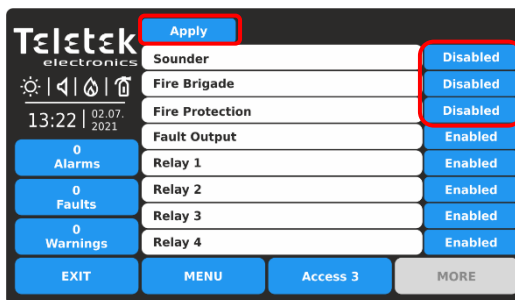 Teletek
electronics
13:22 02.07.
2021
0
Alarms
0
Faults
0
Warnings
Apply
Sounder Disabled
Fire Brigade Disabled
Fire Protection Disabled
Fault Output Enabled
Relay 1 Enabled
Relay 2 Enabled
Relay 3 Enabled
Relay 4 Enabled
EXIT MENU Access 3 MORE